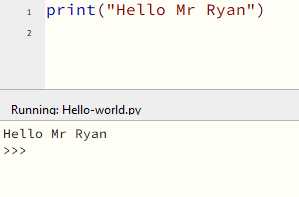 1 print("Hello Mr Ryan")
2
Running: Hello-world.py
Hello Mr Ryan
>>>